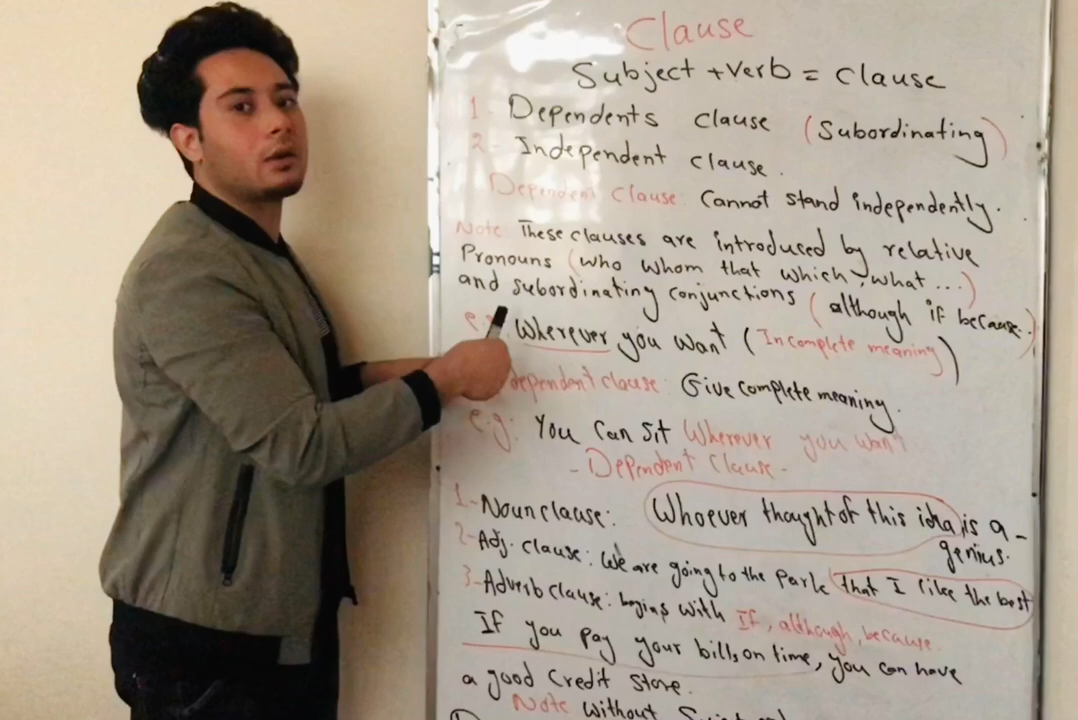 Clause
Subject + Verb = Clause
1- Dependents clause (Subordinating)
2- Independent clause.
Dependent Clause: Cannot stand independently.
Note: These clauses are introduced by relative
Pronouns (who whom that which, what...)
and subordinating conjunctions (although if because.)
e.g: Wherever you want (Incomplete meaning)
dependent clause: Give complete meaning.
e.g: You Can Sit Wherever you want
- Dependent Clause -
1- Noun clause: Whoever thought of this idea is a -
genius.
2- Adj. clause: We are going to the Park that I like the best
3- Adverb clause: begins with If, although, because.
If you pay your bills on time, you can have
a good Credit store.
Note Without